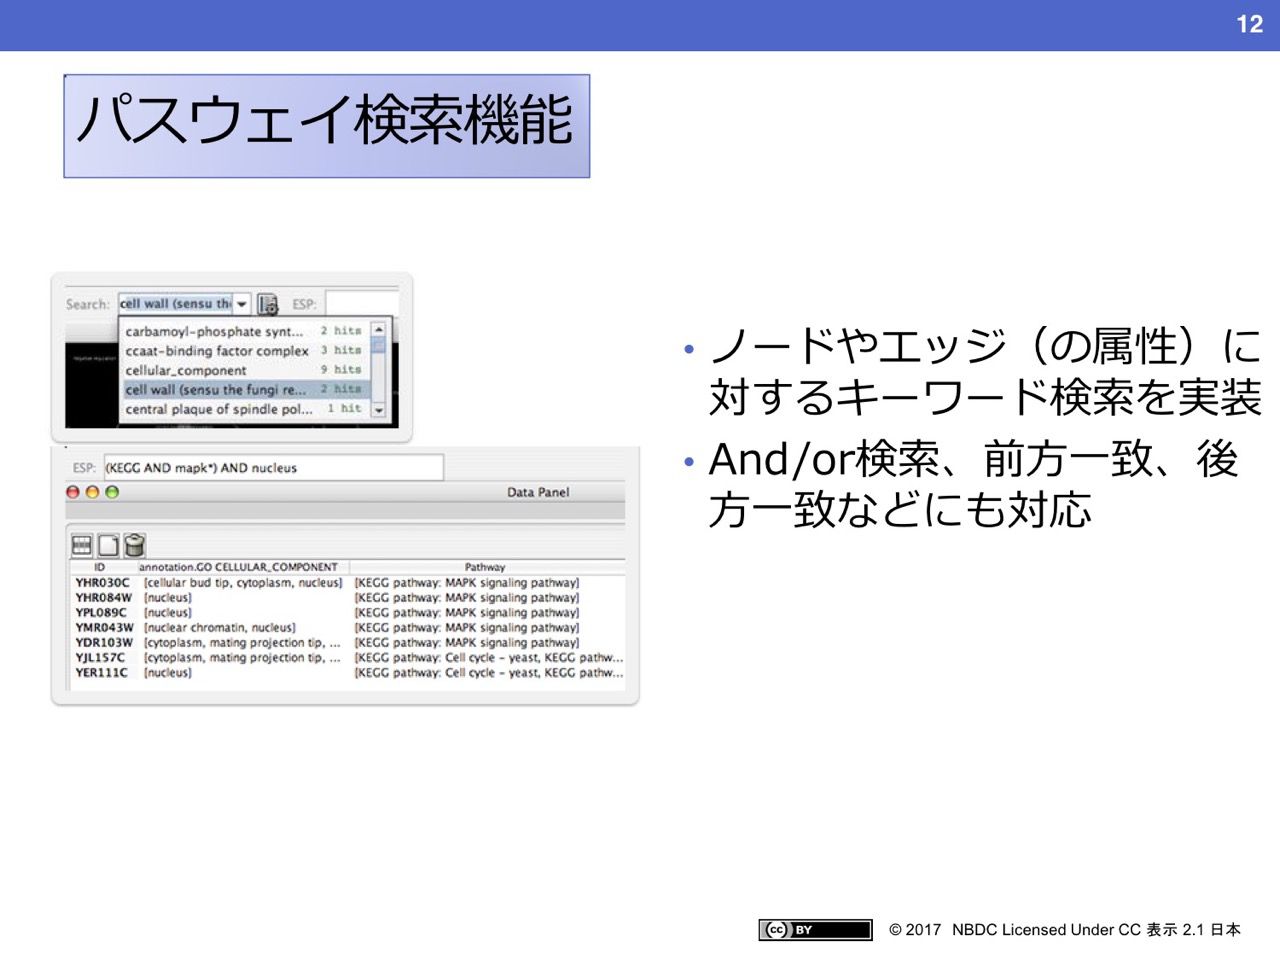 12
パスウェイ検索機能
Search: cell wall (sensu th ESP:
carbamoyl-phosphate synt... 2 hits
ccaat-binding factor complex 3 hits
cellular_component 9 hits
cell wall (sensu the fungi re... 2 hits
central plaque of spindle pol... 1 hit
ESP: (KEGG AND mapk*) AND nucleus
Data Panel
ID annotation.GO CELLULAR_COMPONENT Pathway
YHR030C [cellular bud tip, cytoplasm, nucleus] [KEGG pathway: MAPK signaling pathway]
YHR084W [nucleus] [KEGG pathway: MAPK signaling pathway]
YPL089C [nucleus] [KEGG pathway: MAPK signaling pathway]
YMR043W [nuclear chromatin, nucleus] [KEGG pathway: MAPK signaling pathway]
YDR103W [cytoplasm, mating projection tip, ... [KEGG pathway: MAPK signaling pathway]
YJL157C [cytoplasm, mating projection tip, ... [KEGG pathway: Cell cycle - yeast, KEGG pathw...
YER111C [nucleus] [KEGG pathway: Cell cycle - yeast, KEGG pathw...
• ノードやエッジ（の属性）に
対するキーワード検索を実装
• And/or検索、前方一致、後
方一致などにも対応
cc BY © 2017 NBDC Licensed Under CC 表示 2.1 日本